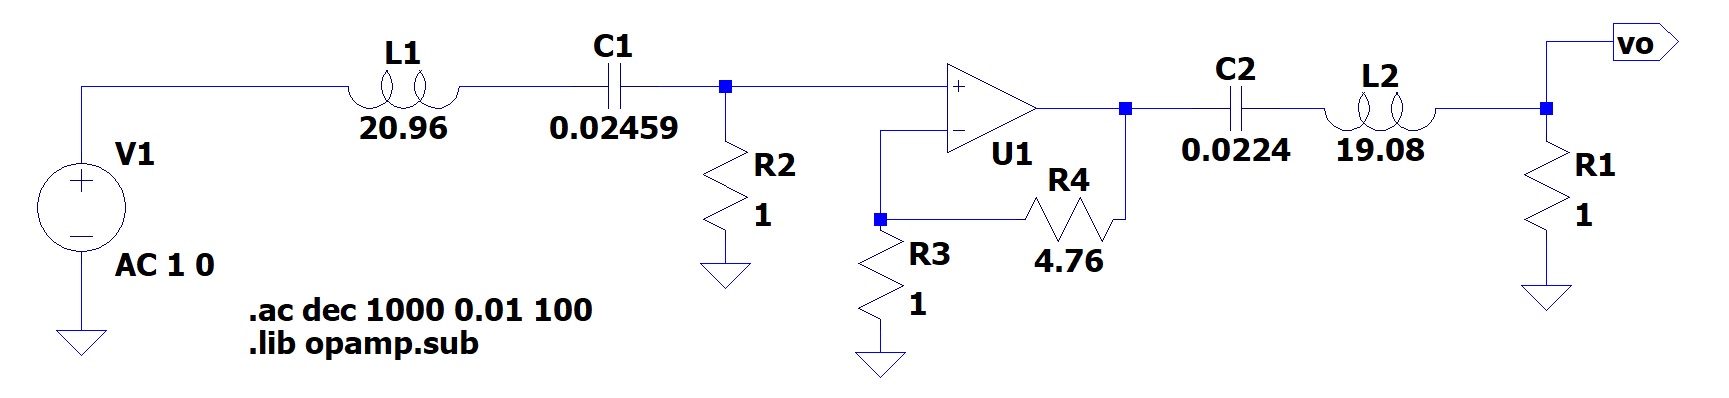 L1
20.96
C1
0.02459
V1
AC 1 0
R2
1
U1
R4
4.76
R3
1
C2
0.0224
L2
19.08
vo
R1
1
.ac dec 1000 0.01 100
.lib opamp.sub